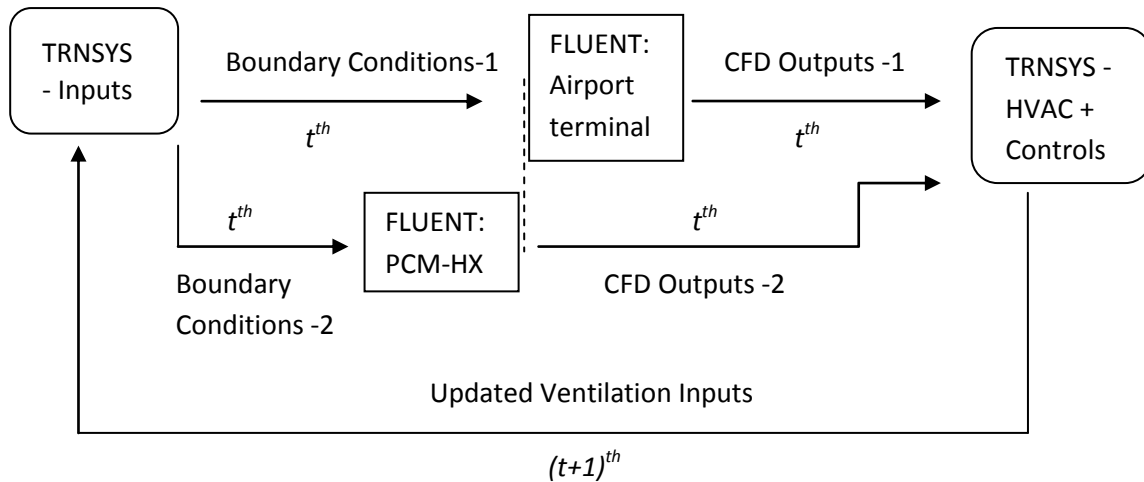 TRNSYS
- Inputs
Boundary Conditions-1
t^th
FLUENT:
Airport
terminal
CFD Outputs -1
t^th
TRNSYS -
HVAC +
Controls
t^th
Boundary
Conditions -2
FLUENT:
PCM-HX
t^th
CFD Outputs -2
Updated Ventilation Inputs
(t+1)^th